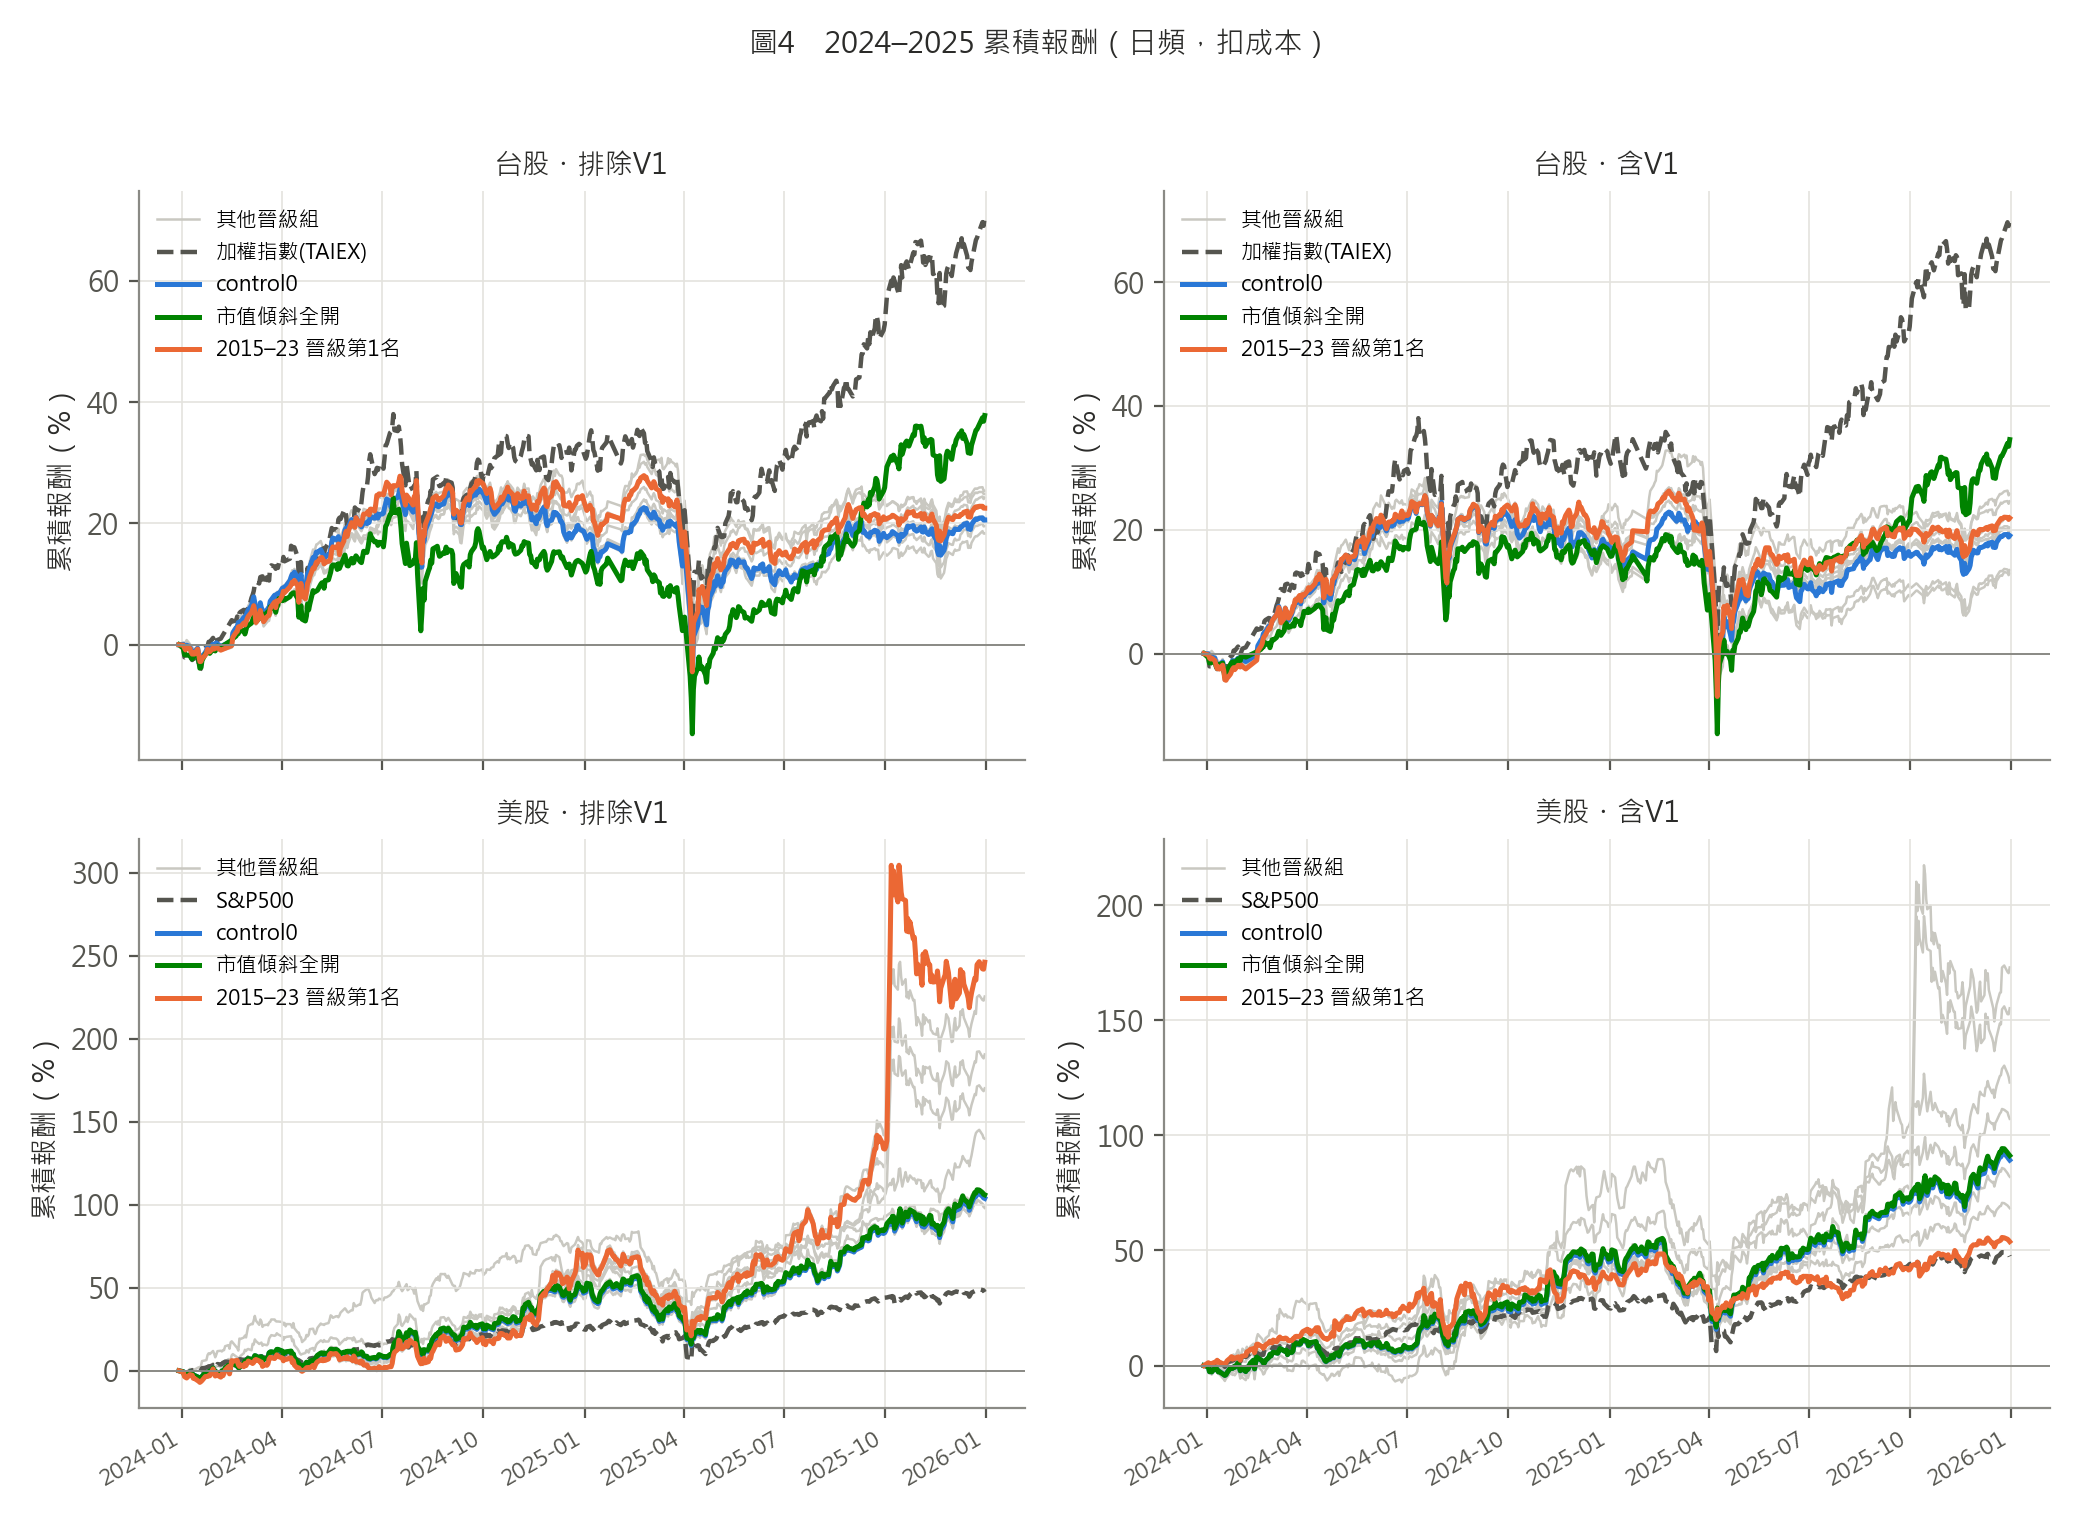 圖4　2024–2025 累積報酬（日頻，扣成本）
台股．排除V1
累積報酬（%）
60
40
20
0
其他晉級組
加權指數(TAIEX)
control0
市值傾斜全開
2015–23 晉級第1名
台股．含V1
累積報酬（%）
60
40
20
0
其他晉級組
加權指數(TAIEX)
control0
市值傾斜全開
2015–23 晉級第1名
美股．排除V1
累積報酬（%）
300
250
200
150
100
50
0
其他晉級組
S&P500
control0
市值傾斜全開
2015–23 晉級第1名
2024-01
2024-04
2024-07
2024-10
2025-01
2025-04
2025-07
2025-10
2026-01
美股．含V1
累積報酬（%）
200
150
100
50
0
其他晉級組
S&P500
control0
市值傾斜全開
2015–23 晉級第1名
2024-01
2024-04
2024-07
2024-10
2025-01
2025-04
2025-07
2025-10
2026-01